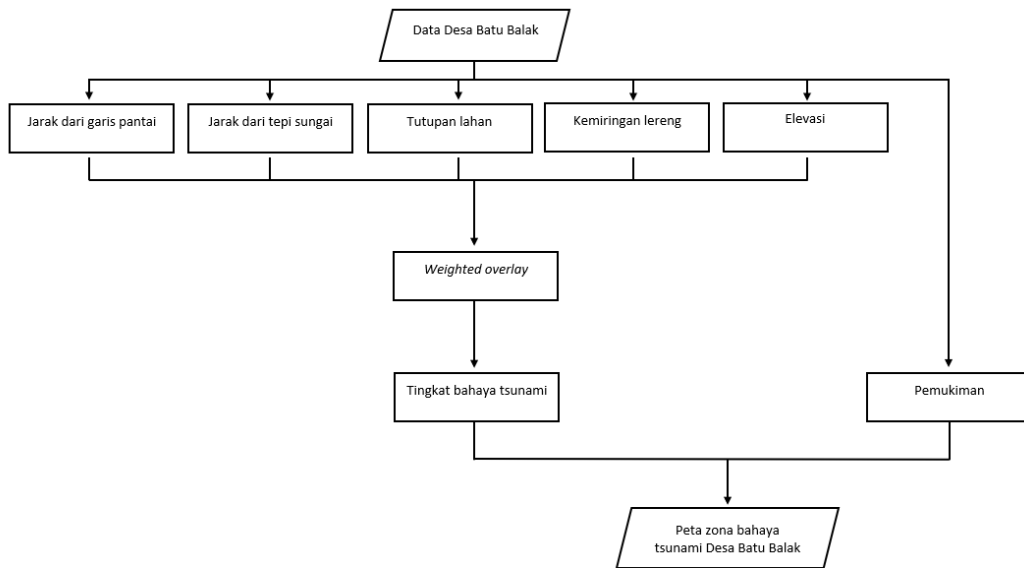 Data Desa Batu Balak
Jarak dari garis pantai
Jarak dari tepi sungai
Tutupan lahan
Kemiringan lereng
Elevasi
Weighted overlay
Tingkat bahaya tsunami
Pemukiman
Peta zona bahaya
tsunami Desa Batu Balak